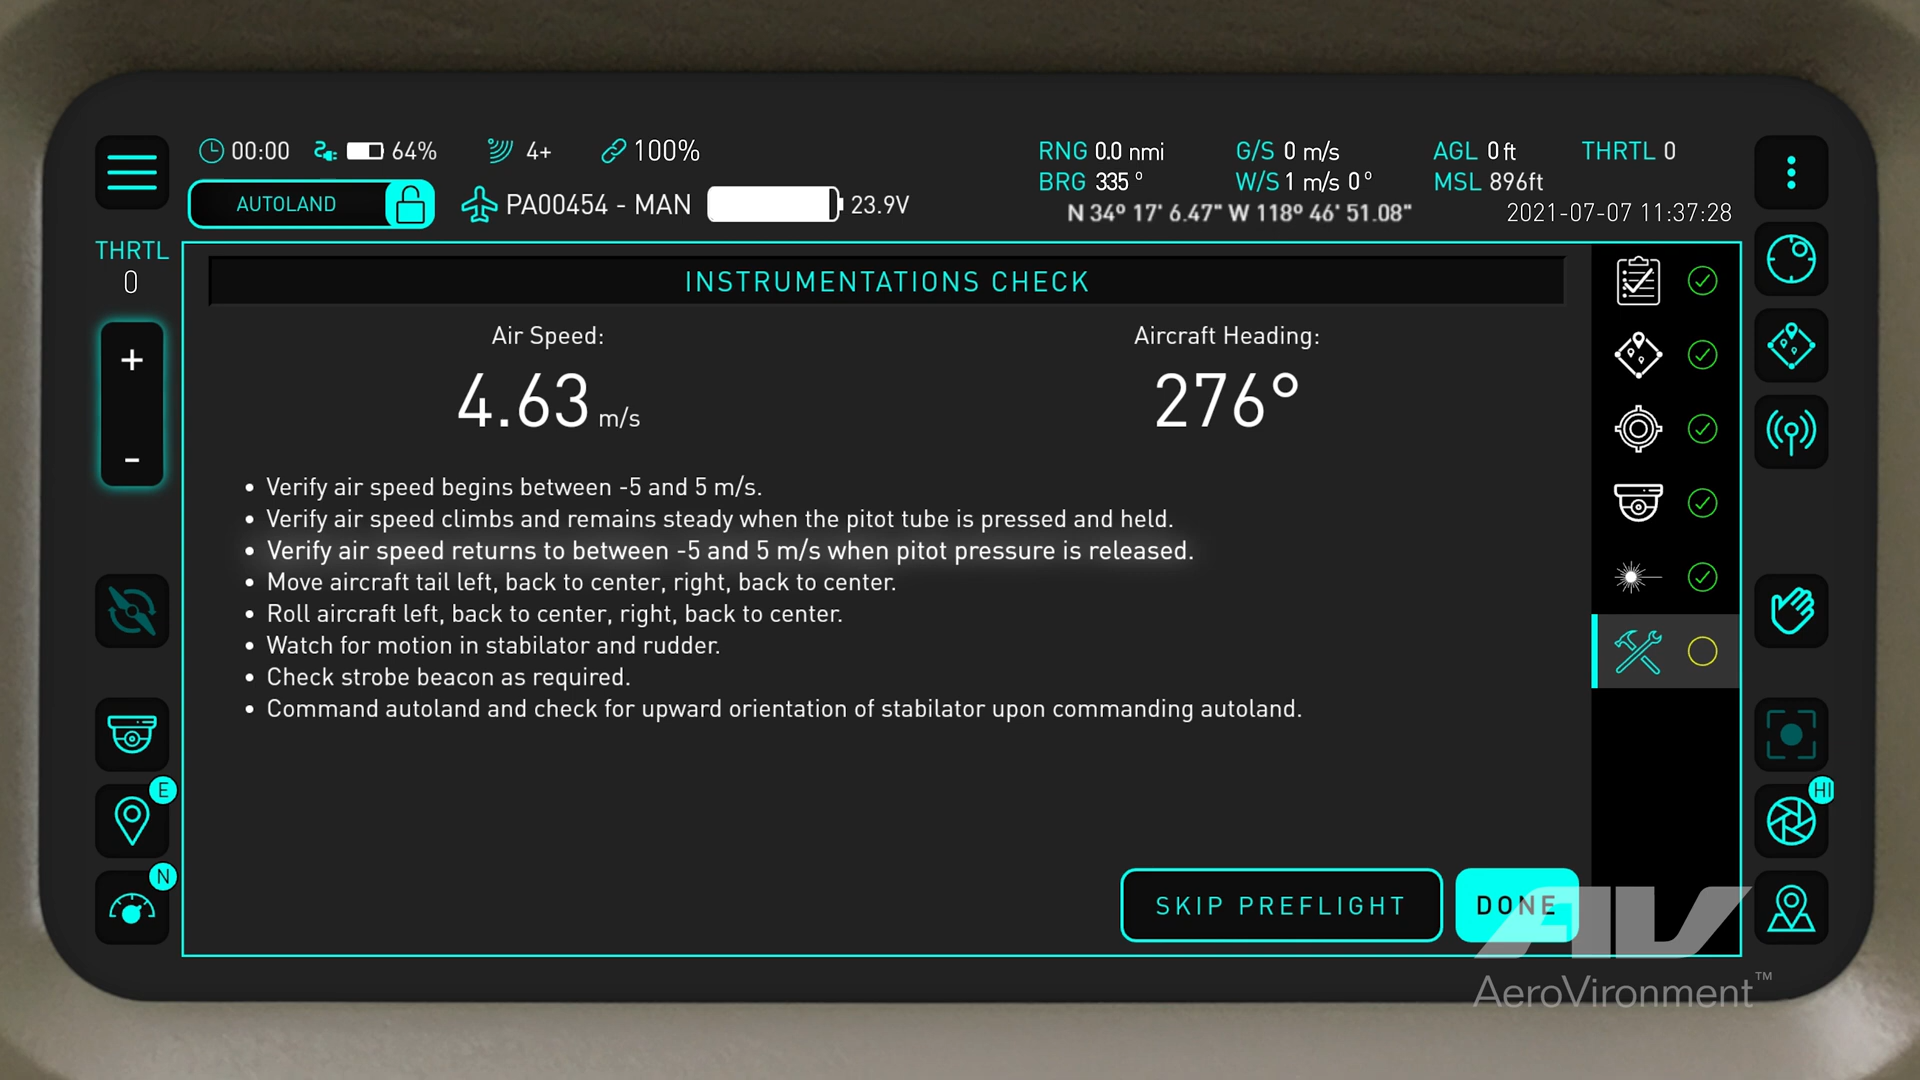 00:00 64% 4+ 100%
RNG 0.0 nmi G/S 0 m/s AGL 0 ft THRTL 0
BRG 335 ° W/S 1 m/s 0° MSL 896ft
AUTOLAND PA00454 - MAN 23.9V
N 34º 17' 6.47" W 118º 46' 51.08" 2021-07-07 11:37:28
THRTL
0
+
-
INSTRUMENTATIONS CHECK
Air Speed: Aircraft Heading:
4.63 m/s 276°
• Verify air speed begins between -5 and 5 m/s.
• Verify air speed climbs and remains steady when the pitot tube is pressed and held.
• Verify air speed returns to between -5 and 5 m/s when pitot pressure is released.
• Move aircraft tail left, back to center, right, back to center.
• Roll aircraft left, back to center, right, back to center.
• Watch for motion in stabilator and rudder.
• Check strobe beacon as required.
• Command autoland and check for upward orientation of stabilator upon commanding autoland.
E
HI
N
SKIP PREFLIGHT DONE
AV
AeroVironment™